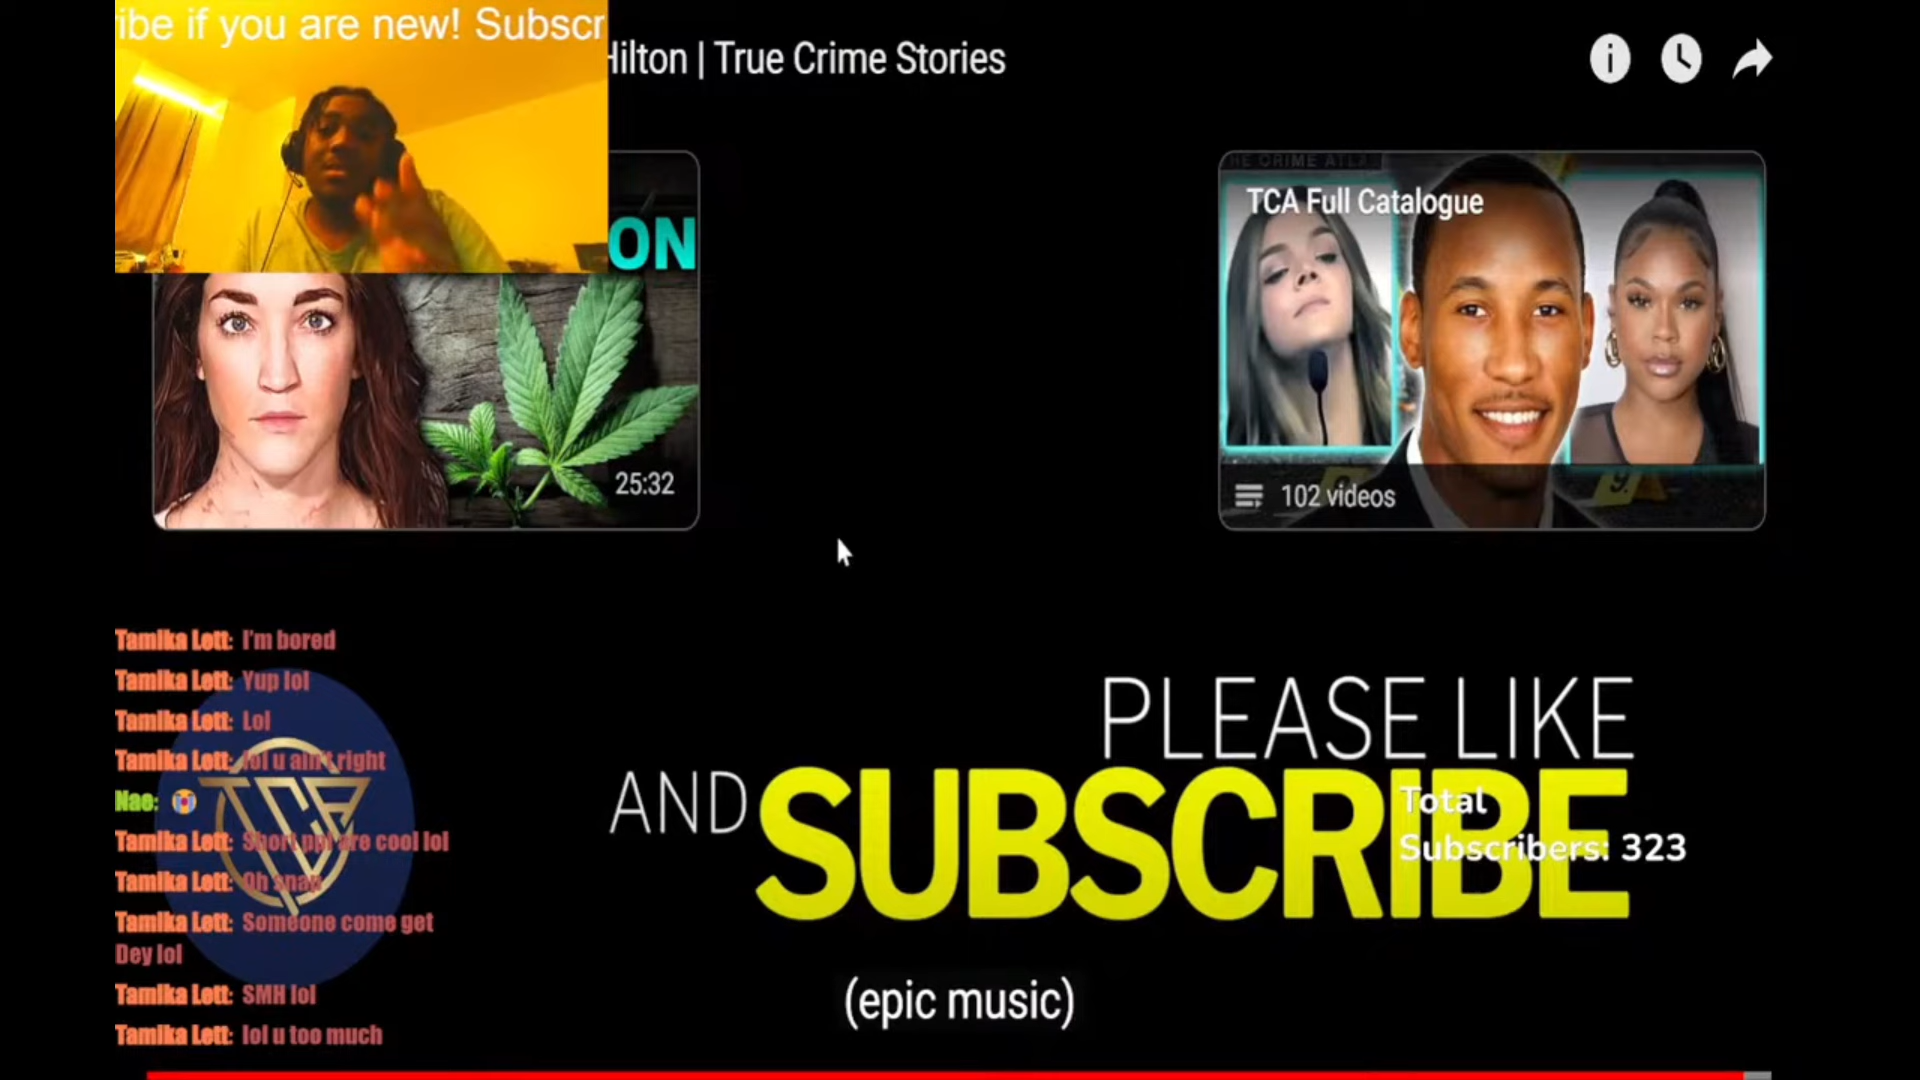 ibe if you are new! Subscr
Hilton | True Crime Stories
ON
25:32
TCA Full Catalogue
102 videos
Tamika Lott: I'm bored
Tamika Lott: Yup lol
Tamika Lott: Lol
Tamika Lott: lol u ain't right
Nae: 😭
Tamika Lott: Short ppl are cool lol
Tamika Lott: Oh snap
Tamika Lott: Someone come get
Dey lol
Tamika Lott: SMH lol
Tamika Lott: lol u too much
PLEASE LIKE
AND SUBSCRIBE
Total
Subscribers: 323
(epic music)